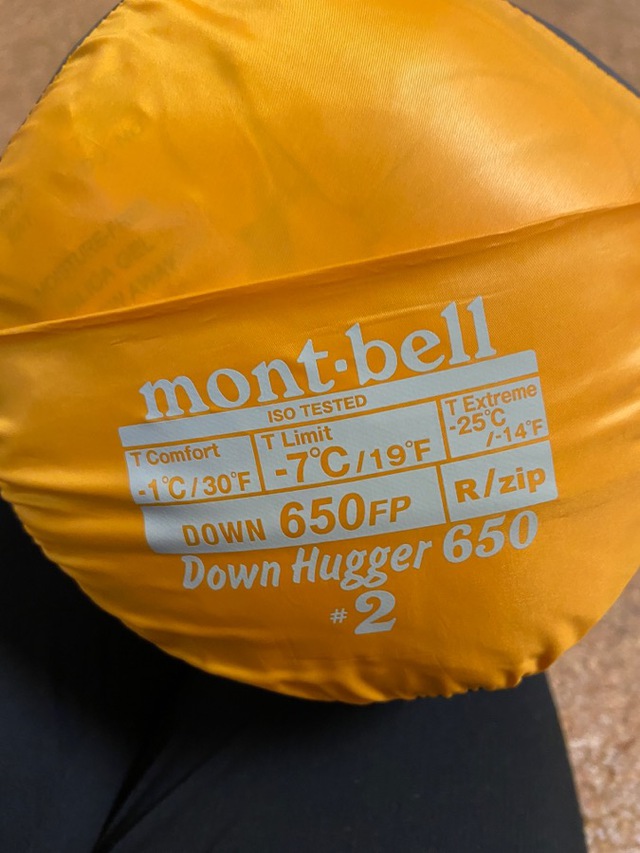 mont-bell
ISO TESTED
T Comfort
-1℃/30°F
T Limit
-7℃/19°F
T Extreme
-25℃
/-14°F
DOWN 650FP
R/zip
Down Hugger 650
#2